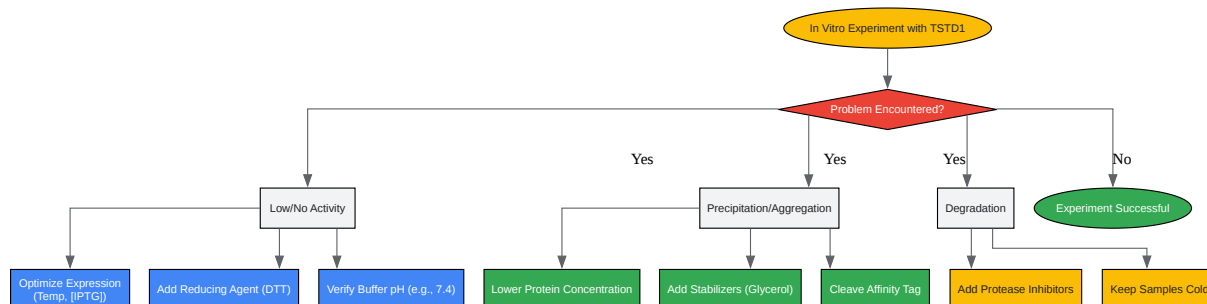 In Vitro Experiment with TSTD1
Problem Encountered?
Yes
Yes
Yes
No
Low/No Activity
Precipitation/Aggregation
Degradation
Experiment Successful
Optimize Expression
(Temp, [IPTG])
Add Reducing Agent (DTT)
Verify Buffer pH (e.g., 7.4)
Lower Protein Concentration
Add Stabilizers (Glycerol)
Cleave Affinity Tag
Add Protease Inhibitors
Keep Samples Cold